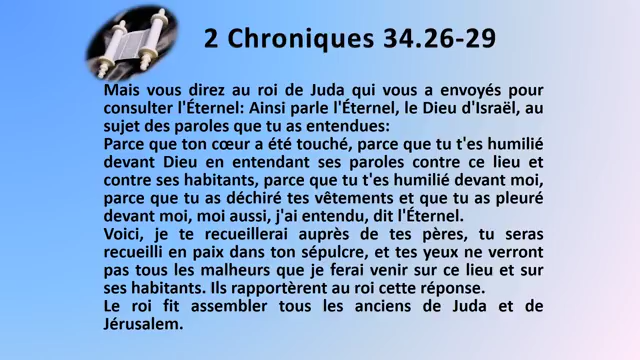 2 Chroniques 34.26-29
Mais vous direz au roi de Juda qui vous a envoyés pour
consulter l'Éternel: Ainsi parle l'Éternel, le Dieu d'Israël, au
sujet des paroles que tu as entendues:
Parce que ton cœur a été touché, parce que tu t'es humilié
devant Dieu en entendant ses paroles contre ce lieu et
contre ses habitants, parce que tu t'es humilié devant moi,
parce que tu as déchiré tes vêtements et que tu as pleuré
devant moi, moi aussi, j'ai entendu, dit l'Éternel.
Voici, je te recueillerai auprès de tes pères, tu seras
recueilli en paix dans ton sépulcre, et tes yeux ne verront
pas tous les malheurs que je ferai venir sur ce lieu et sur
ses habitants. Ils rapportèrent au roi cette réponse.
Le roi fit assembler tous les anciens de Juda et de
Jérusalem.